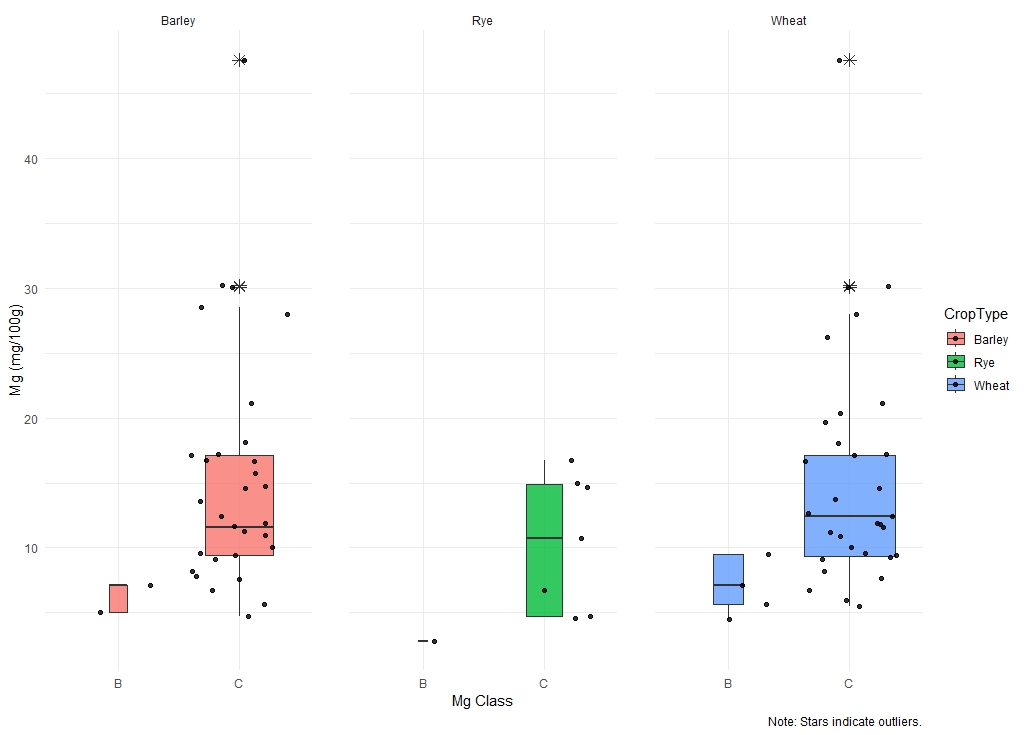 Barley
Rye
Wheat
Mg (mg/100g)
40
30
20
10
B
C
B
C
B
C
Mg Class
CropType
Barley
Rye
Wheat
Note: Stars indicate outliers.